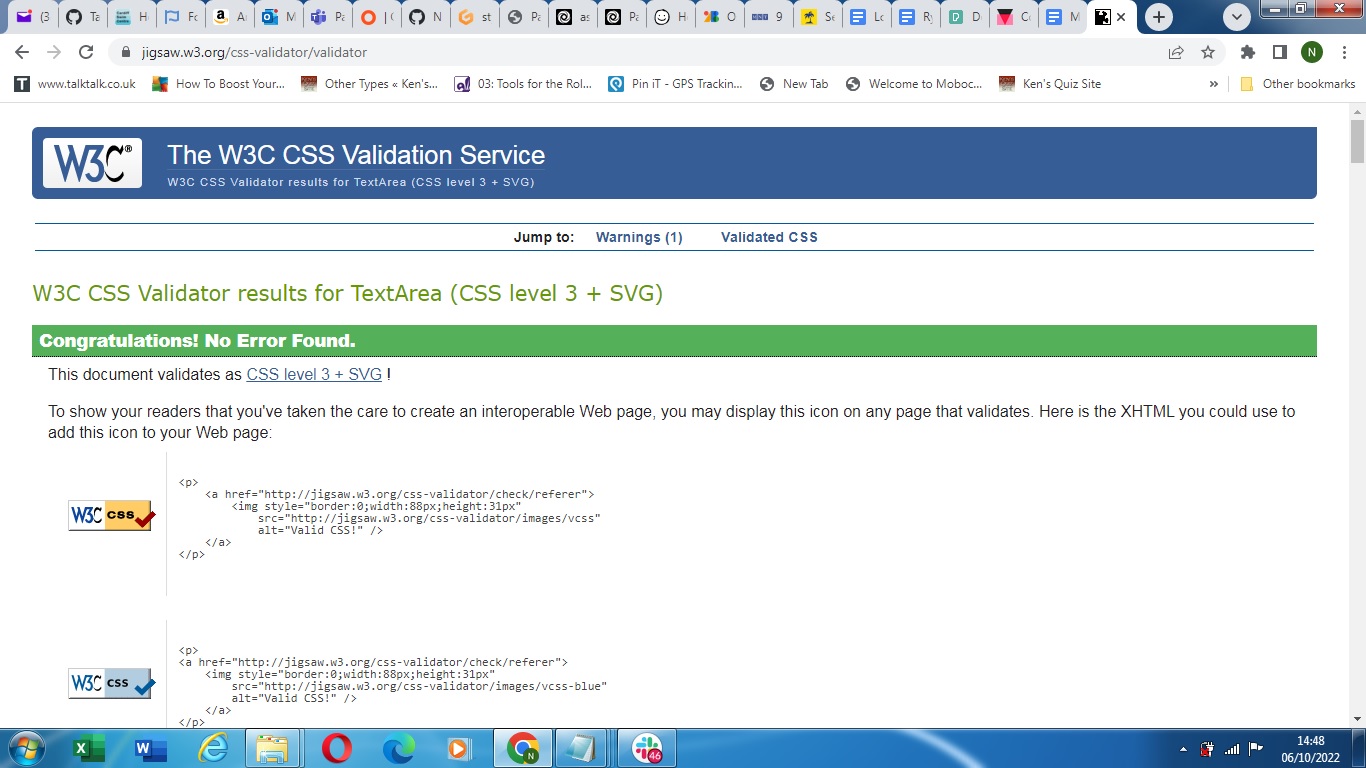 (3
Ta
He
Fo
A
M
Pa
| (
N
st
Pa
as
Pa
H
O
9
Se
Lo
Ry
D
Co
M
jigsaw.w3.org/css-validator/validator
N
www.talktalk.co.uk
How To Boost Your...
Other Types « Ken's...
03: Tools for the Rol...
Pin iT - GPS Trackin...
New Tab
Welcome to Moboc...
Ken's Quiz Site
»
Other bookmarks
W3C®
The W3C CSS Validation Service
W3C CSS Validator results for TextArea (CSS level 3 + SVG)
Jump to: Warnings (1) Validated CSS
W3C CSS Validator results for TextArea (CSS level 3 + SVG)
Congratulations! No Error Found.
This document validates as CSS level 3 + SVG !
To show your readers that you've taken the care to create an interoperable Web page, you may display this icon on any page that validates. Here is the XHTML you could use to
add this icon to your Web page:
W3C css
<p>
<a href="http://jigsaw.w3.org/css-validator/check/referer">
<img style="border:0;width:88px;height:31px"
src="http://jigsaw.w3.org/css-validator/images/vcss"
alt="Valid CSS!" />
</a>
</p>
W3C css
<p>
<a href="http://jigsaw.w3.org/css-validator/check/referer">
<img style="border:0;width:88px;height:31px"
src="http://jigsaw.w3.org/css-validator/images/vcss-blue"
alt="Valid CSS!" />
</a>
</p>
N
46
14:48
06/10/2022